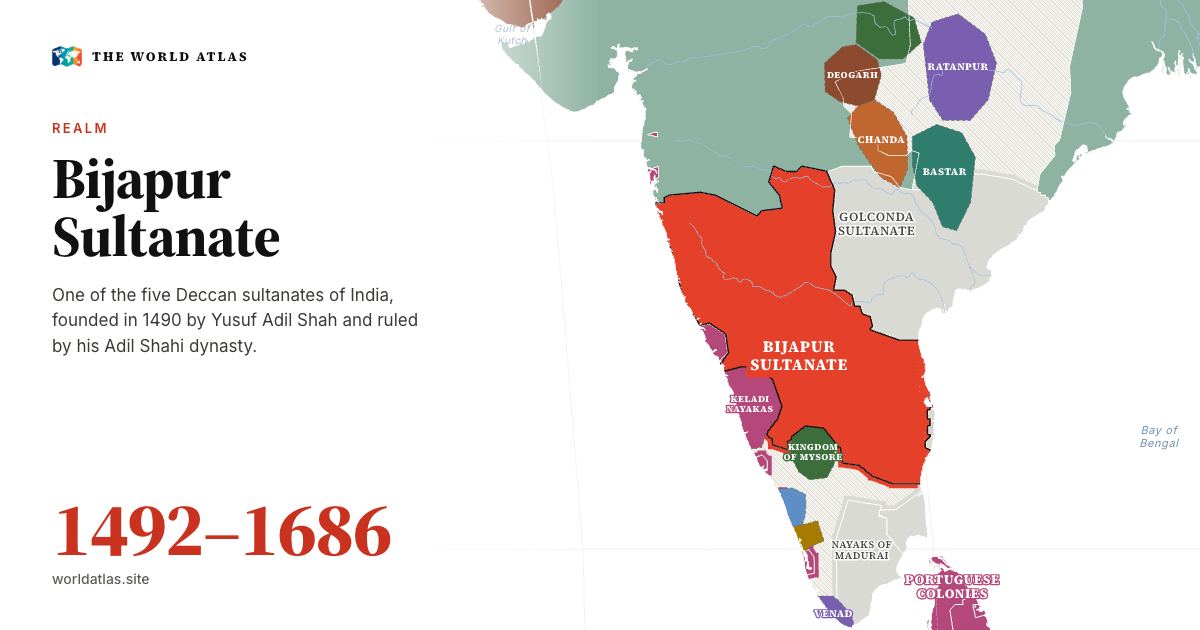 THE WORLD ATLAS
REALM
Bijapur
Sultanate
One of the five Deccan sultanates of India,
founded in 1490 by Yusuf Adil Shah and ruled
by his Adil Shahi dynasty.
1492–1686
worldatlas.site
Gulf of
Kutch
DEOGARH
RATANPUR
CHANDA
BASTAR
GOLCONDA
SULTANATE
BIJAPUR
SULTANATE
KELADI
NAYAKAS
KINGDOM
OF MYSORE
Bay of
Bengal
NAYAKS OF
MADURAI
PORTUGUESE
COLONIES
VENAD